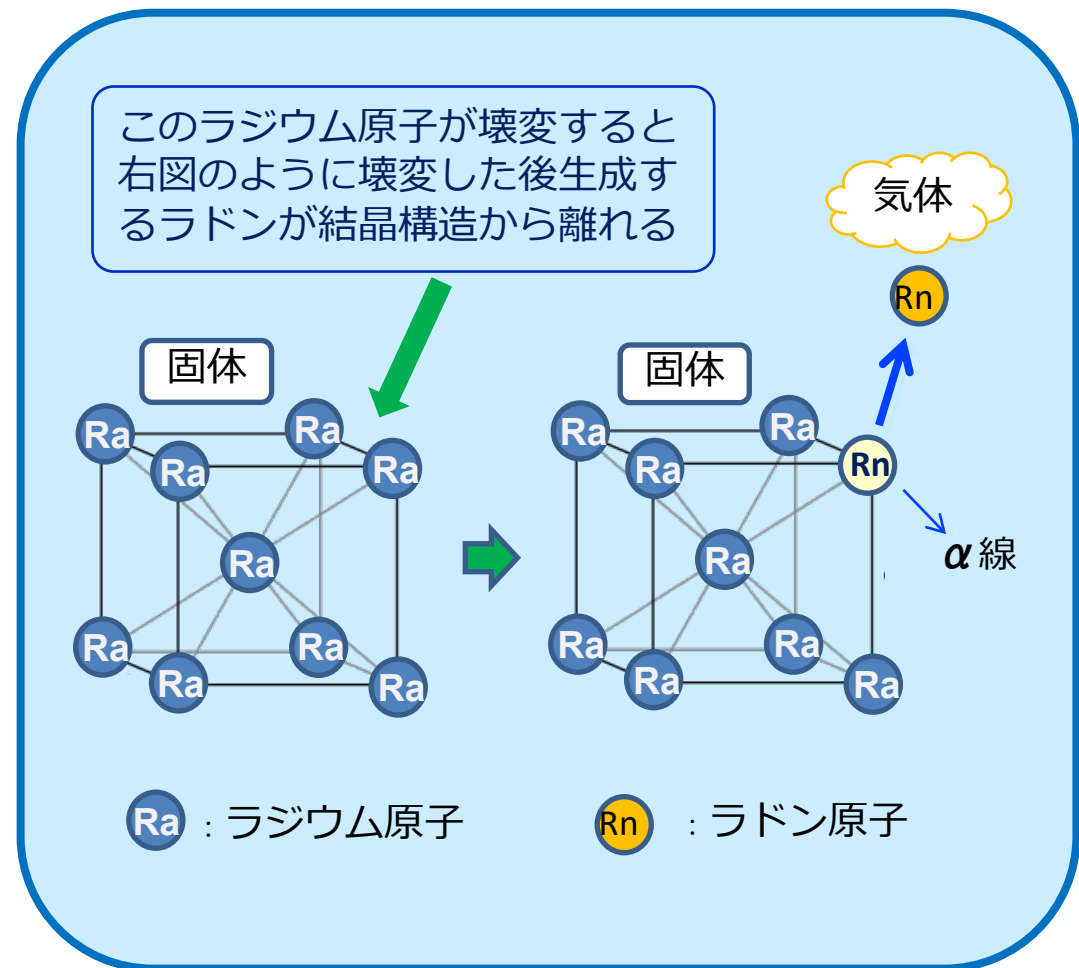 このラジウム原子が壊変すると
右図のように壊変した後生成す
るラドンが結晶構造から離れる
気体
Rn
固体
Ra
Ra
Ra
Ra
Ra
Ra
Ra
Ra
Ra
固体
Ra
Ra
Ra
Rn
Ra
Ra
Ra
Ra
Ra
α線
Ra : ラジウム原子
Rn : ラドン原子